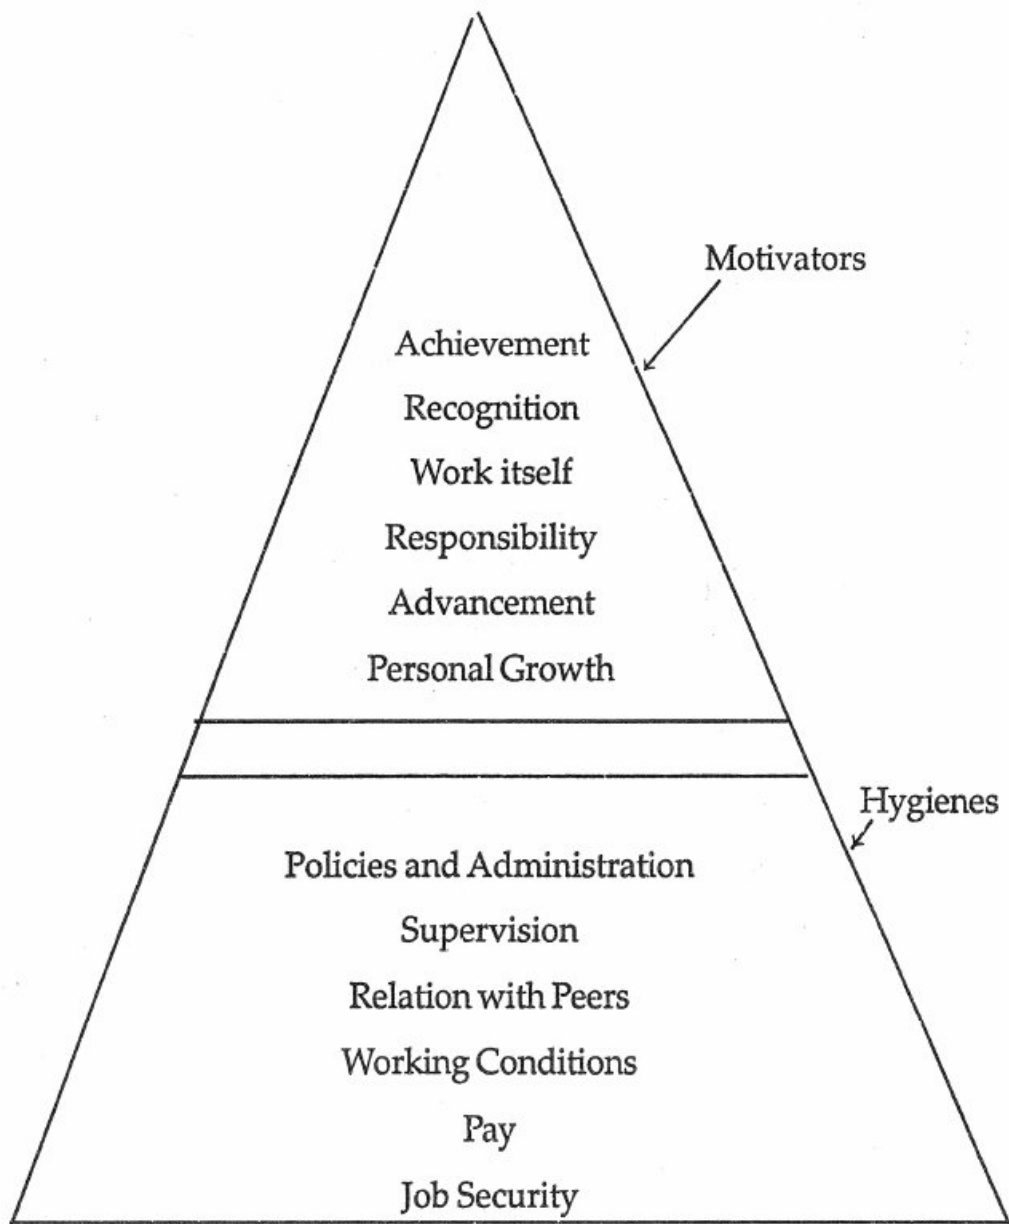 Motivators
Achievement
Recognition
Work itself
Responsibility
Advancement
Personal Growth
Hygienes
Policies and Administration
Supervision
Relation with Peers
Working Conditions
Pay
Job Security